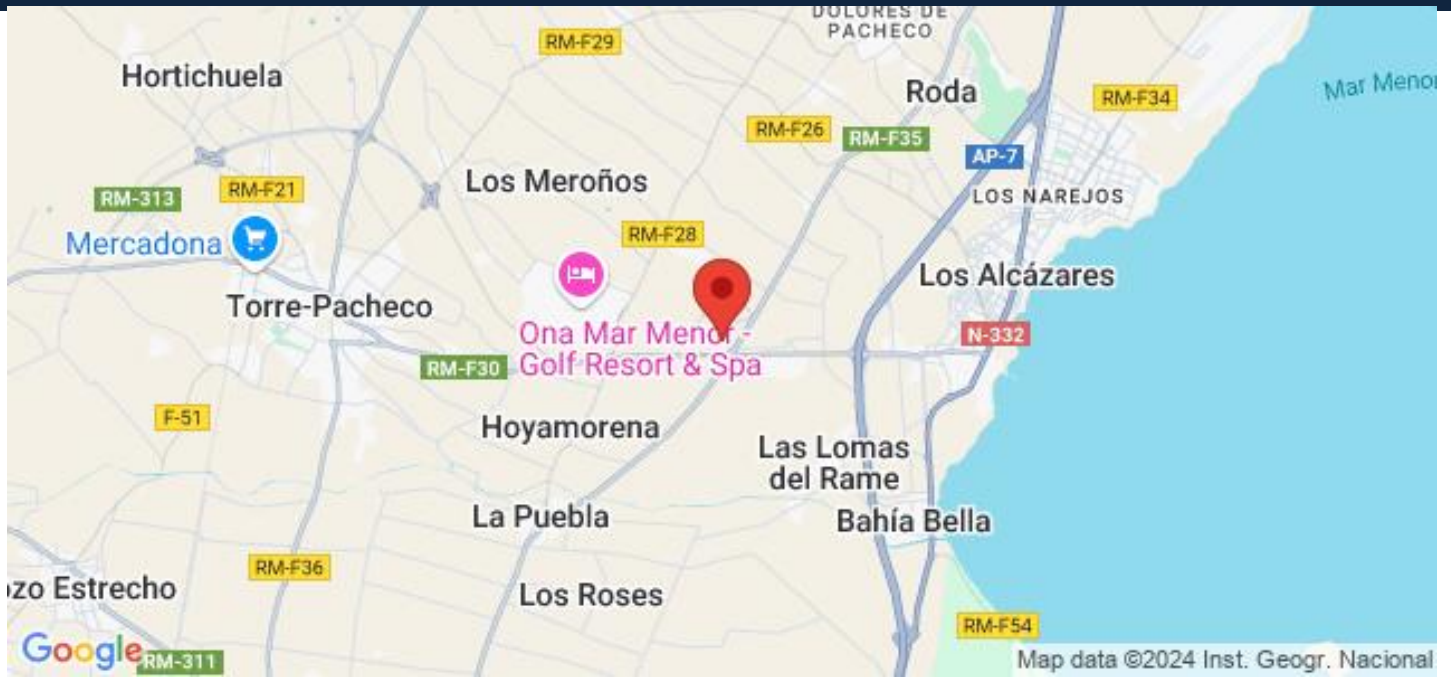 DOLORES DE
PACHECO
RM-F29
Hortichuela
Roda
RM-F34
Mar Menor
RM-F26
RM-F35
AP-7
Los Meroños
RM-F21
RM-313
LOS NAREJOS
Mercadona
RM-F28
Los Alcázares
Torre-Pacheco
Ona Mar Menor -
Golf Resort & Spa
N-332
RM-F30
F-51
Hoyamorena
Las Lomas
del Rame
La Puebla
Bahía Bella
RM-F36
ozo Estrecho
Los Roses
RM-F54
Google
RM-311
Map data ©2024 Inst. Geogr. Nacional